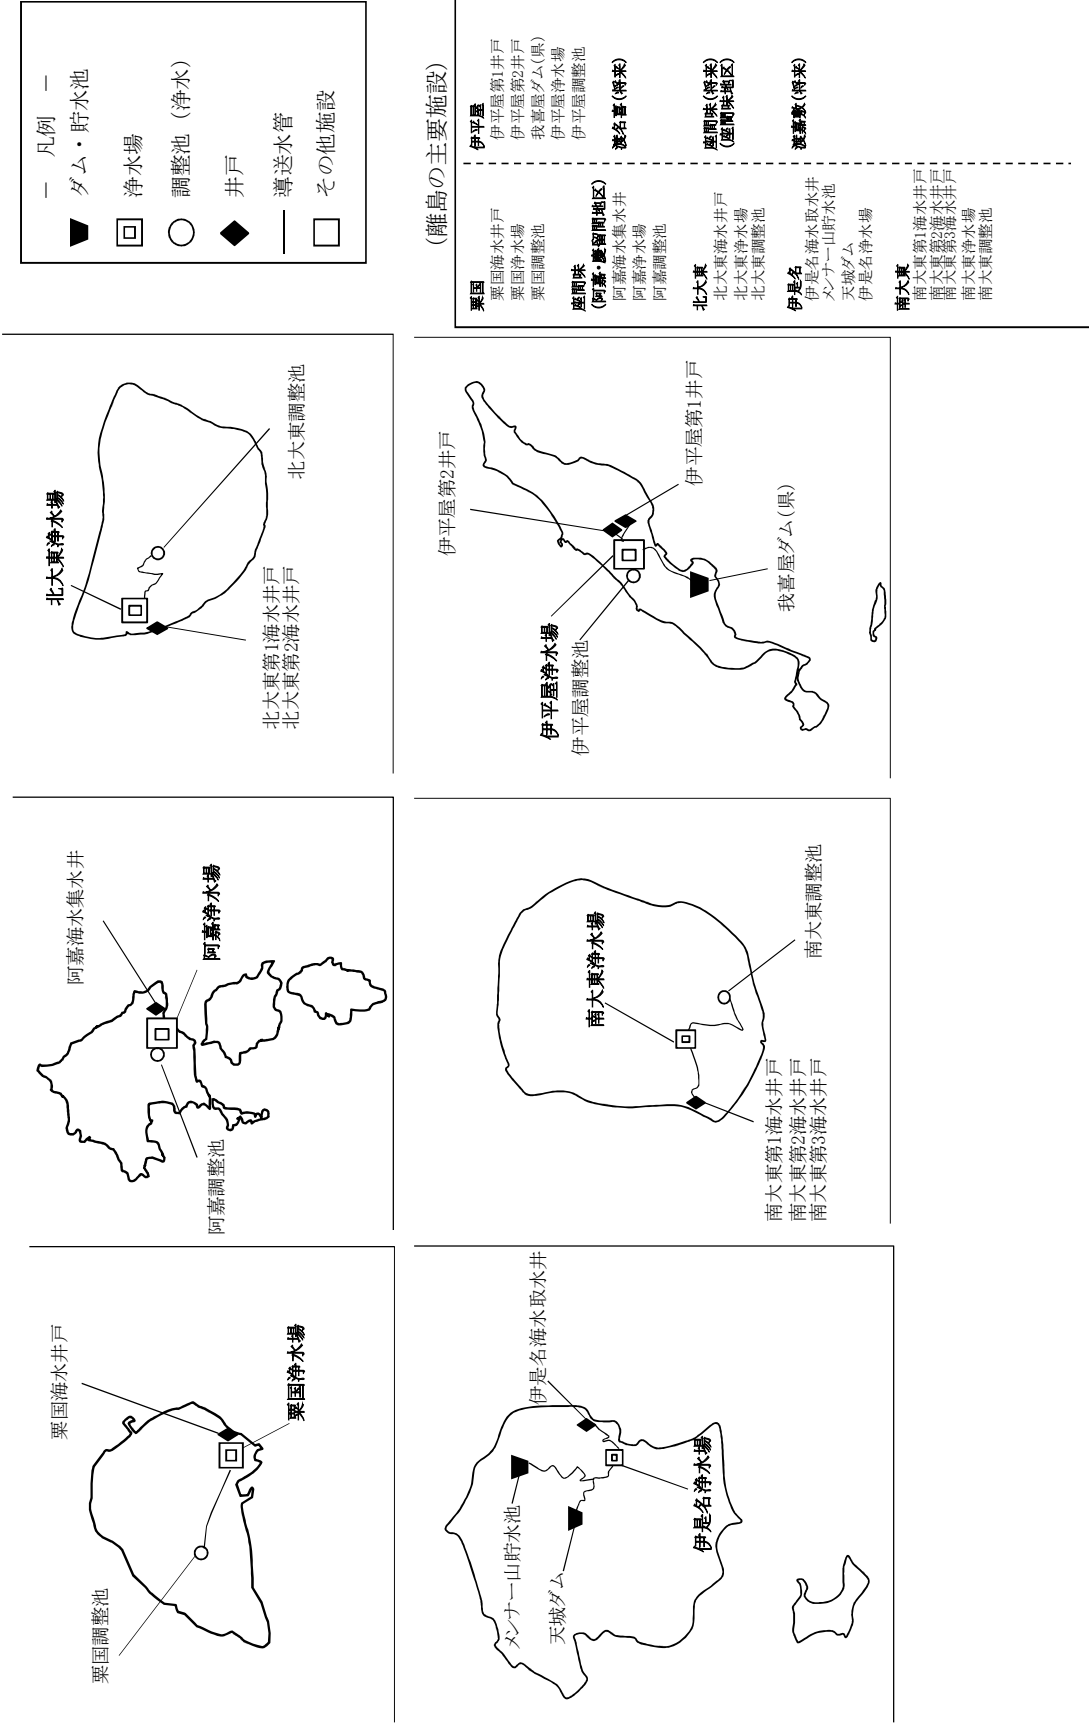 － 凡例 －
ダム・貯水池
浄水場
調整池（浄水）
井戸
導送水管
その他施設
(離島の主要施設)
粟国
粟国海水井戸
粟国浄水場
粟国調整池
座間味
(阿嘉・慶留間地区)
阿嘉海水集水井
阿嘉浄水場
阿嘉調整池
北大東
北大東海水井戸
北大東浄水場
北大東調整池
伊是名
伊是名海水取水井
メンナー山貯水池
天城ダム
伊是名浄水場
南大東
南大東第1海水井戸
南大東第2海水井戸
南大東第3海水井戸
南大東浄水場
南大東調整池
伊平屋
伊平屋第1井戸
伊平屋第2井戸
我喜屋ダム(県)
伊平屋浄水場
伊平屋調整池
渡名喜(将来)
座間味(将来)
(座間味地区)
渡嘉敷(将来)
粟国海水井戸
粟国浄水場
粟国調整池
阿嘉海水集水井
阿嘉浄水場
阿嘉調整池
北大東浄水場
北大東調整池
北大東第1海水井戸
北大東第2海水井戸
伊是名海水取水井
メンナー山貯水池
天城ダム
伊是名浄水場
南大東浄水場
南大東調整池
南大東第1海水井戸
南大東第2海水井戸
南大東第3海水井戸
伊平屋第2井戸
伊平屋第1井戸
伊平屋浄水場
伊平屋調整池
我喜屋ダム(県)